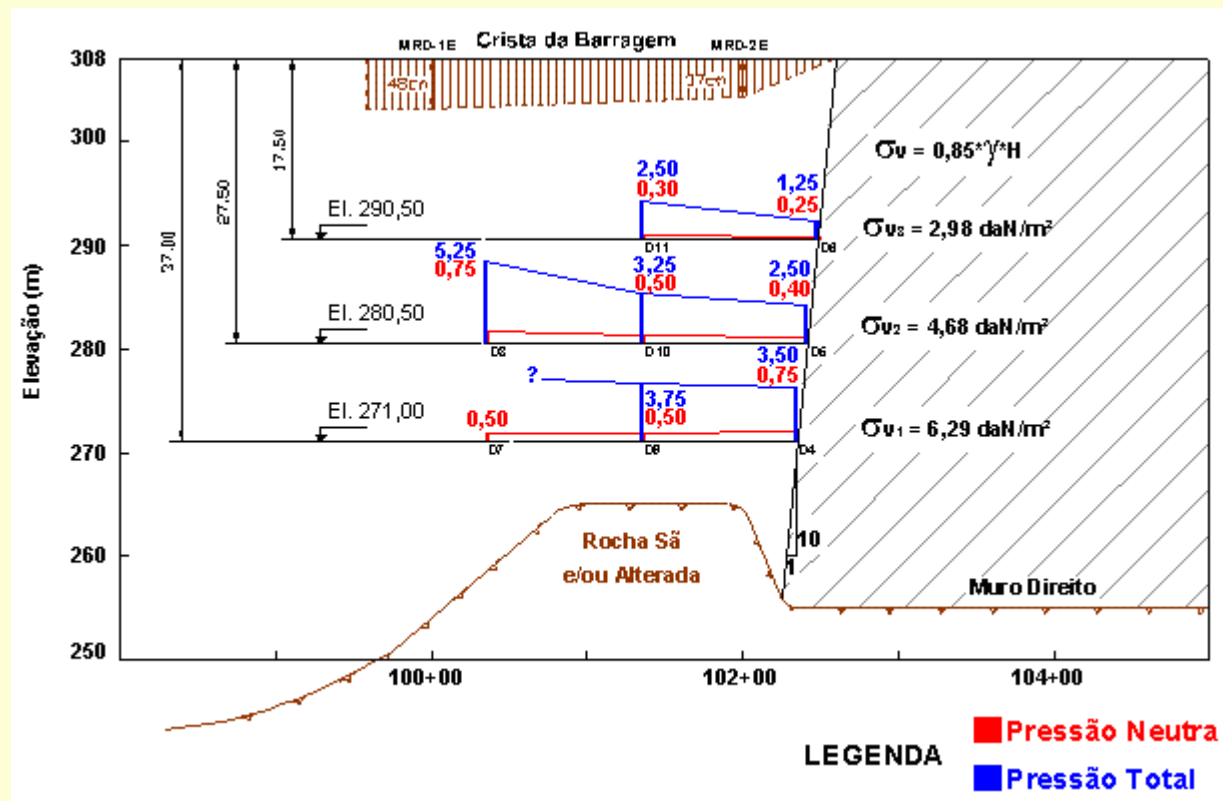 MRD-1E Crista da Barragem MRD-2E
308
300
290
280
270
260
250
Elevação (m)
48cm
17cm
17.50
27.50
37.00
El. 290,50
El. 280,50
El. 271,00
2,50
0,30
1,25
0,25
D11
5,25
0,75
3,25
0,50
2,50
0,40
D8
D10
D5
?
3,50
0,75
0,50
3,75
0,50
D7
D9
D4
σv = 0,85*γ*H
σv3 = 2,98 daN/m²
σv2 = 4,68 daN/m²
σv1 = 6,29 daN/m²
Rocha Sã
e/ou Alterada
10
1
Muro Direito
100+00
102+00
104+00
LEGENDA
Pressão Neutra
Pressão Total